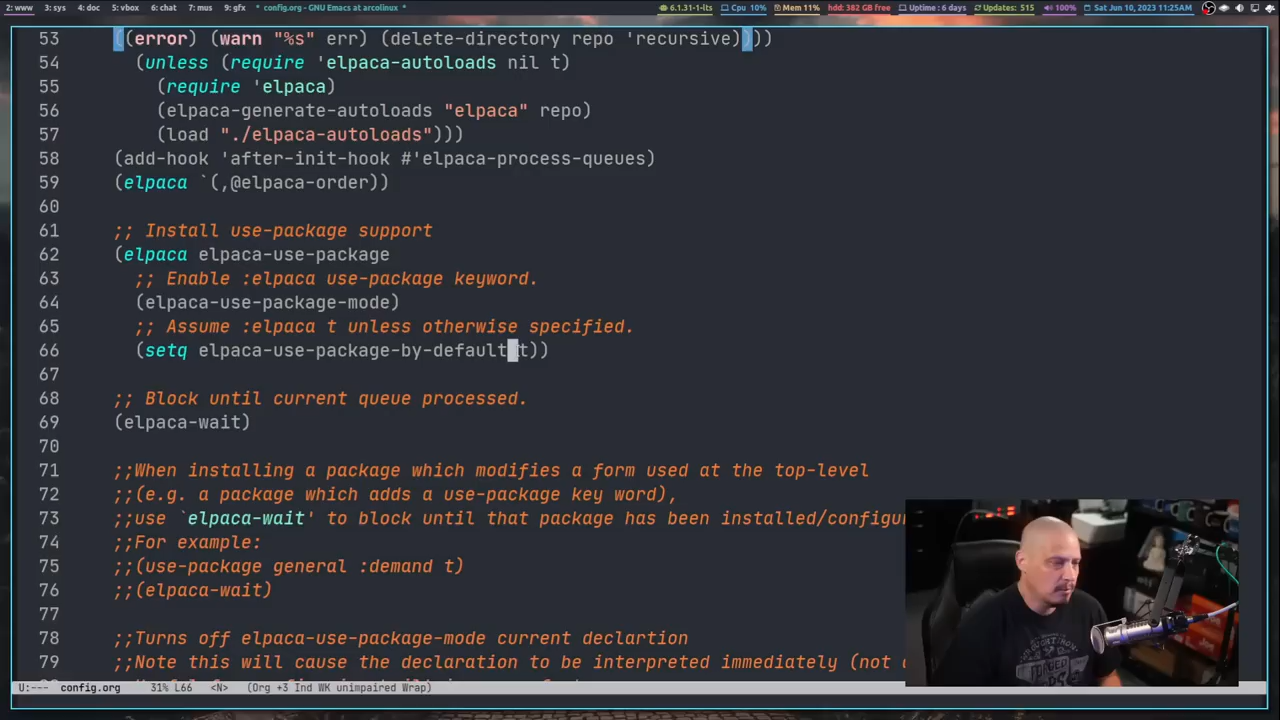 2: www 3: sys 4: doc 5: vbox 6: chat 7: mus 9: gfx * config.org - GNU Emacs at arcolinux * 6.1.31-1-lts Cpu 10% Mem 11% hdd: 382 GB free Uptime : 6 days Updates : 515 100% Sat Jun 10, 2023 11:25AM
53 ((error) (warn "%s" err) (delete-directory repo 'recursive))))
54 (unless (require 'elpaca-autoloads nil t)
55 (require 'elpaca)
56 (elpaca-generate-autoloads "elpaca" repo)
57 (load "./elpaca-autoloads")))
58 (add-hook 'after-init-hook #'elpaca-process-queues)
59 (elpaca `(,@elpaca-order))
60
61 ;; Install use-package support
62 (elpaca elpaca-use-package
63 ;; Enable :elpaca use-package keyword.
64 (elpaca-use-package-mode)
65 ;; Assume :elpaca t unless otherwise specified.
66 (setq elpaca-use-package-by-default t))
67
68 ;; Block until current queue processed.
69 (elpaca-wait)
70
71 ;;When installing a package which modifies a form used at the top-level
72 ;;(e.g. a package which adds a use-package key word),
73 ;;use `elpaca-wait' to block until that package has been installed/configu
74 ;;For example:
75 ;;(use-package general :demand t)
76 ;;(elpaca-wait)
77
78 ;;Turns off elpaca-use-package-mode current declartion
79 ;;Note this will cause the declaration to be interpreted immediately (not
U:--- config.org 31% L66 <N> (Org +3 Ind WK unimpaired Wrap)